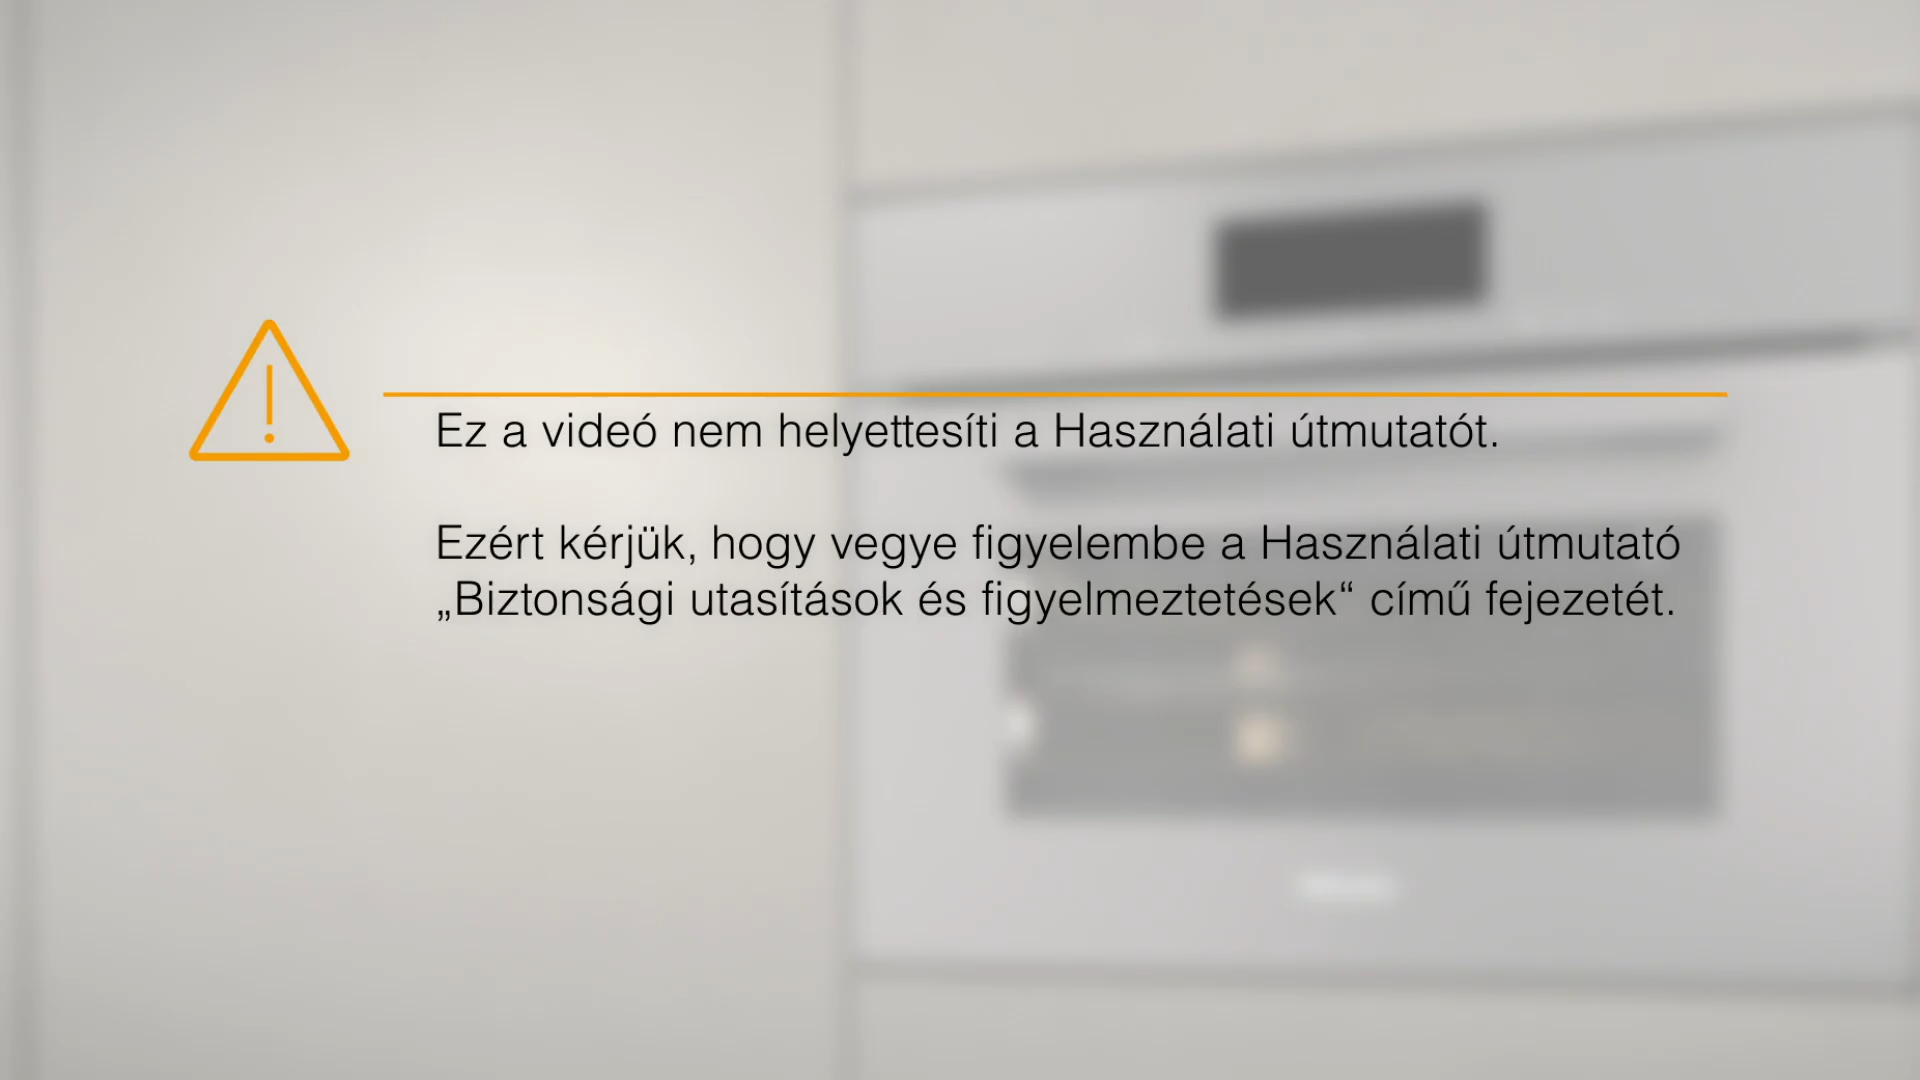 Ez a videó nem helyettesíti a Használati útmutatót.
Ezért kérjük, hogy vegye figyelembe a Használati útmutató
„Biztonsági utasítások és figyelmeztetések“ című fejezetét.